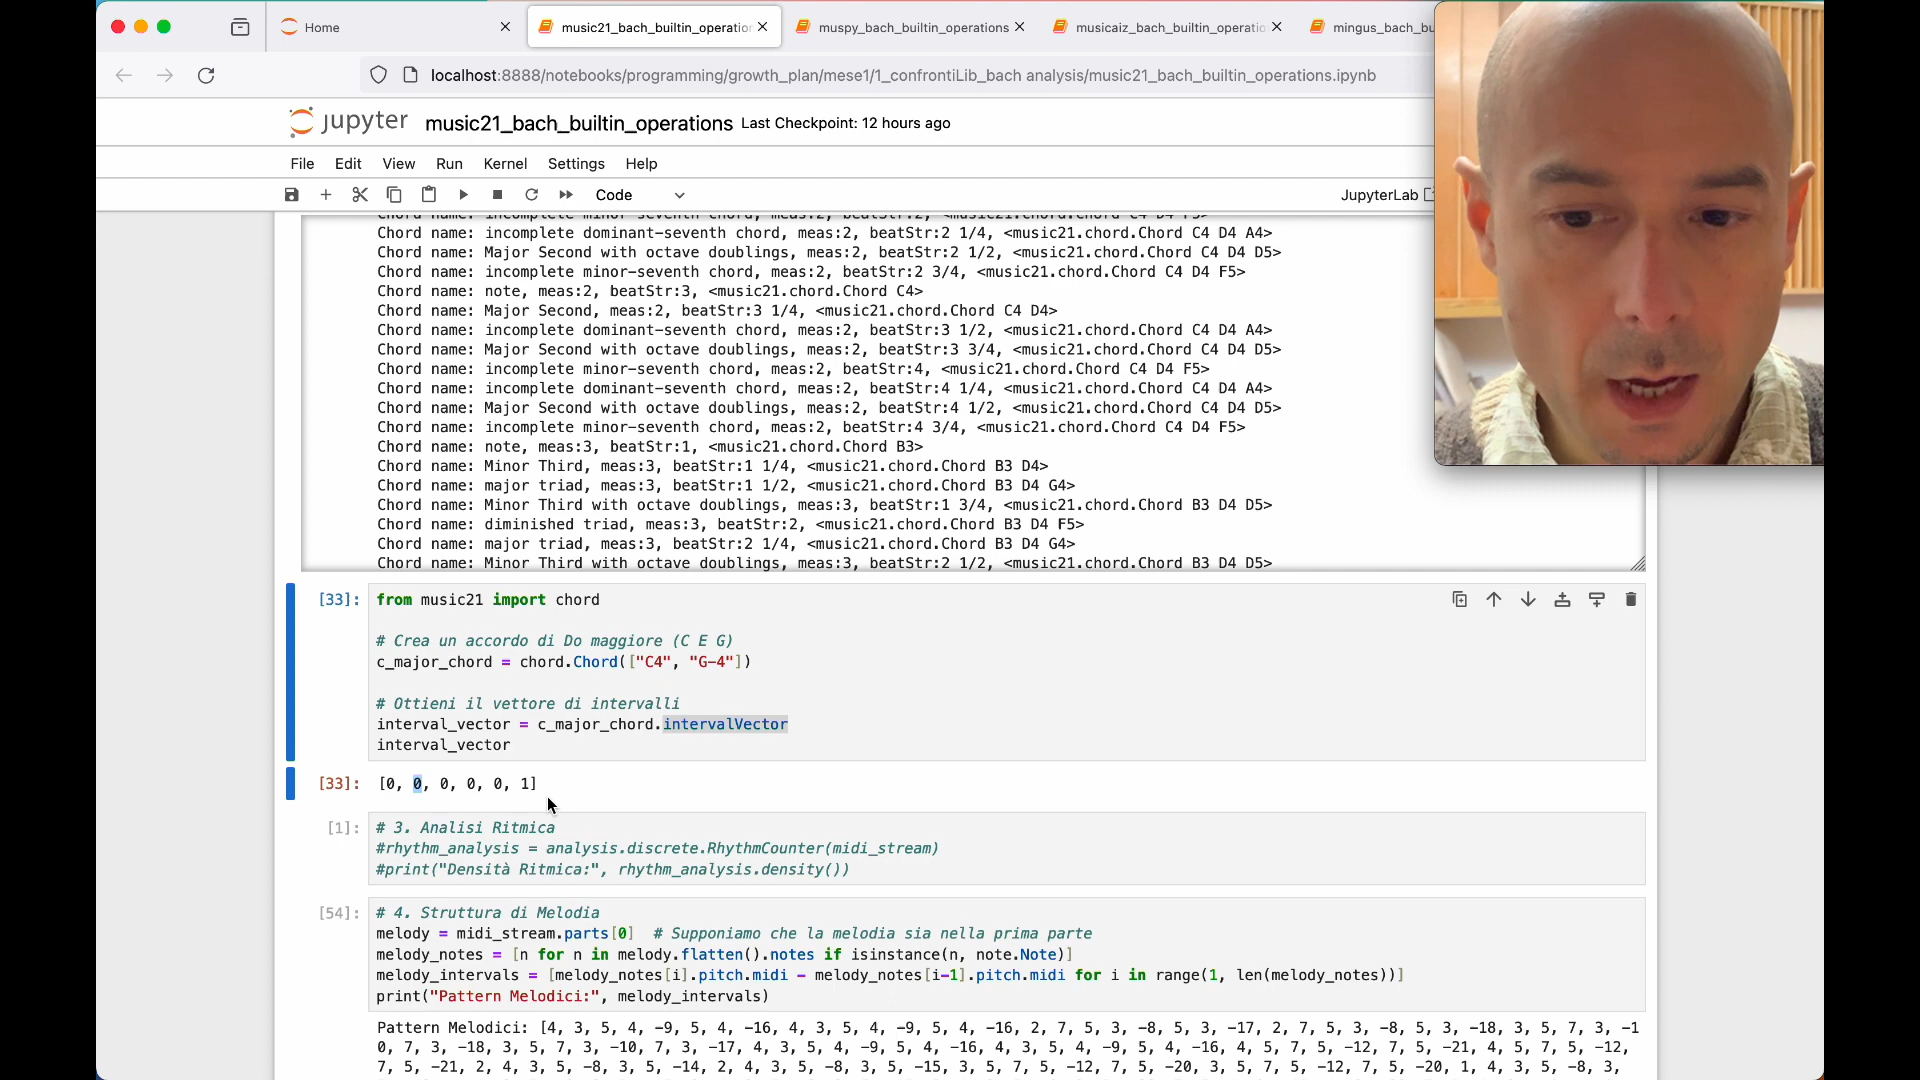 Home
music21_bach_builtin_operation
muspy_bach_builtin_operations
musicaiz_bach_builtin_operatio
mingus_bach_bu
localhost:8888/notebooks/programming/growth_plan/mese1/1_confrontiLib_bach analysis/music21_bach_builtin_operations.ipynb
jupyter music21_bach_builtin_operations Last Checkpoint: 12 hours ago
File Edit View Run Kernel Settings Help
Code
JupyterLab
Chord name: incomplete minor-seventh chord, meas:2, beatStr:2, <music21.chord.Chord C4 D4 F5>
Chord name: incomplete dominant-seventh chord, meas:2, beatStr:2 1/4, <music21.chord.Chord C4 D4 A4>
Chord name: Major Second with octave doublings, meas:2, beatStr:2 1/2, <music21.chord.Chord C4 D4 D5>
Chord name: incomplete minor-seventh chord, meas:2, beatStr:2 3/4, <music21.chord.Chord C4 D4 F5>
Chord name: note, meas:2, beatStr:3, <music21.chord.Chord C4>
Chord name: Major Second, meas:2, beatStr:3 1/4, <music21.chord.Chord C4 D4>
Chord name: incomplete dominant-seventh chord, meas:2, beatStr:3 1/2, <music21.chord.Chord C4 D4 A4>
Chord name: Major Second with octave doublings, meas:2, beatStr:3 3/4, <music21.chord.Chord C4 D4 D5>
Chord name: incomplete minor-seventh chord, meas:2, beatStr:4, <music21.chord.Chord C4 D4 F5>
Chord name: incomplete dominant-seventh chord, meas:2, beatStr:4 1/4, <music21.chord.Chord C4 D4 A4>
Chord name: Major Second with octave doublings, meas:2, beatStr:4 1/2, <music21.chord.Chord C4 D4 D5>
Chord name: incomplete minor-seventh chord, meas:2, beatStr:4 3/4, <music21.chord.Chord C4 D4 F5>
Chord name: note, meas:3, beatStr:1, <music21.chord.Chord B3>
Chord name: Minor Third, meas:3, beatStr:1 1/4, <music21.chord.Chord B3 D4>
Chord name: major triad, meas:3, beatStr:1 1/2, <music21.chord.Chord B3 D4 G4>
Chord name: Minor Third with octave doublings, meas:3, beatStr:1 3/4, <music21.chord.Chord B3 D4 D5>
Chord name: diminished triad, meas:3, beatStr:2, <music21.chord.Chord B3 D4 F5>
Chord name: major triad, meas:3, beatStr:2 1/4, <music21.chord.Chord B3 D4 G4>
Chord name: Minor Third with octave doublings, meas:3, beatStr:2 1/2, <music21.chord.Chord B3 D4 D5>
[33]: from music21 import chord
# Crea un accordo di Do maggiore (C E G)
c_major_chord = chord.Chord(["C4", "G-4"])
# Ottieni il vettore di intervalli
interval_vector = c_major_chord.intervalVector
interval_vector
[33]: [0, 0, 0, 0, 0, 1]
[1]: # 3. Analisi Ritmica
#rhythm_analysis = analysis.discrete.RhythmCounter(midi_stream)
#print("Densità Ritmica:", rhythm_analysis.density())
[54]: # 4. Struttura di Melodia
melody = midi_stream.parts[0] # Supponiamo che la melodia sia nella prima parte
melody_notes = [n for n in melody.flatten().notes if isinstance(n, note.Note)]
melody_intervals = [melody_notes[i].pitch.midi - melody_notes[i-1].pitch.midi for i in range(1, len(melody_notes))]
print("Pattern Melodici:", melody_intervals)
Pattern Melodici: [4, 3, 5, 4, -9, 5, 4, -16, 4, 3, 5, 4, -9, 5, 4, -16, 2, 7, 5, 3, -8, 5, 3, -17, 2, 7, 5, 3, -8, 5, 3, -18, 3, 5, 7, 3, -1
0, 7, 3, -18, 3, 5, 7, 3, -10, 7, 3, -17, 4, 3, 5, 4, -9, 5, 4, -16, 4, 3, 5, 4, -9, 5, 4, -16, 4, 5, 7, 5, -12, 7, 5, -21, 4, 5, 7, 5, -12,
7, 5, -21, 2, 4, 3, 5, -8, 3, 5, -14, 2, 4, 3, 5, -8, 3, 5, -15, 3, 5, 7, 5, -12, 7, 5, -20, 3, 5, 7, 5, -12, 7, 5, -20, 1, 4, 3, 5, -8, 3,